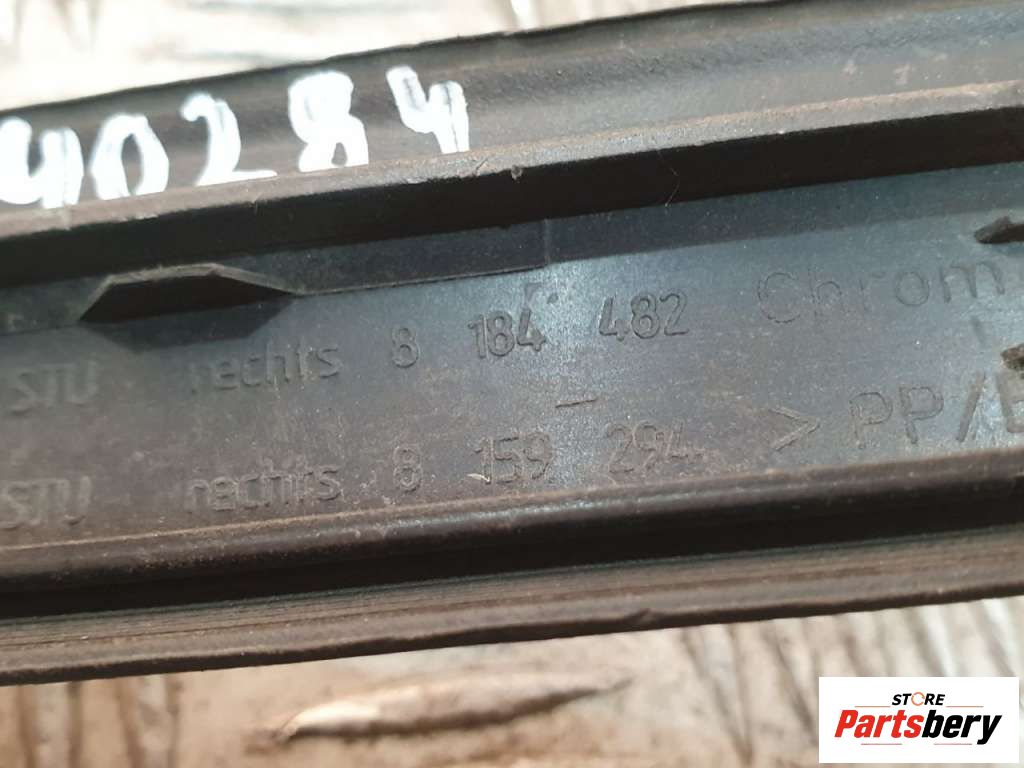 40284
STU rechts 8 184 482 Chrom
STU rechts 8 159 294 >PP/E
STORE
Partsbery